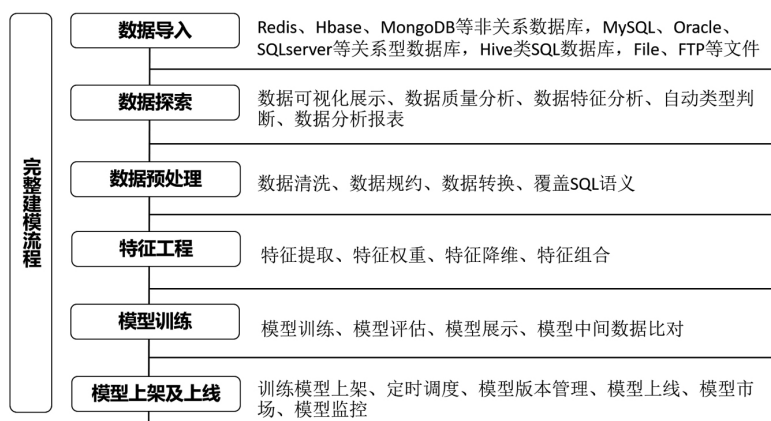 完整建模流程
数据导入
Redis、Hbase、MongoDB等非关系数据库，MySQL、Oracle、
SQLserver等关系型数据库，Hive类SQL数据库，File、FTP等文件
数据探索
数据可视化展示、数据质量分析、数据特征分析、自动类型判
断、数据分析报表
数据预处理
数据清洗、数据规约、数据转换、覆盖SQL语义
特征工程
特征提取、特征权重、特征降维、特征组合
模型训练
模型训练、模型评估、模型展示、模型中间数据比对
模型上架及上线
训练模型上架、定时调度、模型版本管理、模型上线、模型市
场、模型监控